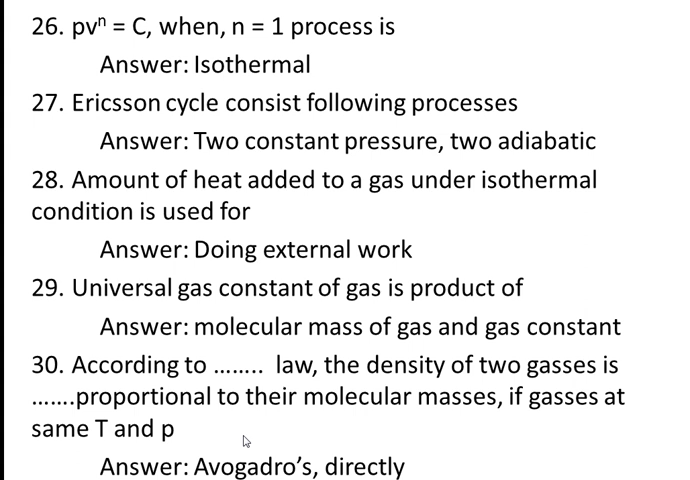 26. pvⁿ = C, when, n = 1 process is
Answer: Isothermal
27. Ericsson cycle consist following processes
Answer: Two constant pressure, two adiabatic
28. Amount of heat added to a gas under isothermal
condition is used for
Answer: Doing external work
29. Universal gas constant of gas is product of
Answer: molecular mass of gas and gas constant
30. According to ........ law, the density of two gasses is
.......proportional to their molecular masses, if gasses at
same T and p
Answer: Avogadro’s, directly